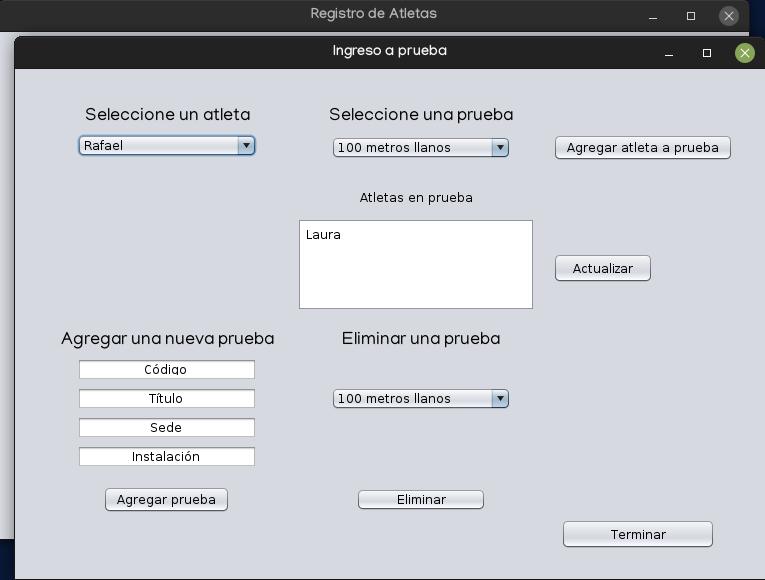 Registro de Atletas
Ingreso a prueba
Seleccione un atleta
Seleccione una prueba
Rafael
100 metros llanos
Agregar atleta a prueba
Atletas en prueba
Laura
Actualizar
Agregar una nueva prueba
Eliminar una prueba
Código
Título
100 metros llanos
Sede
Instalación
Agregar prueba
Eliminar
Terminar